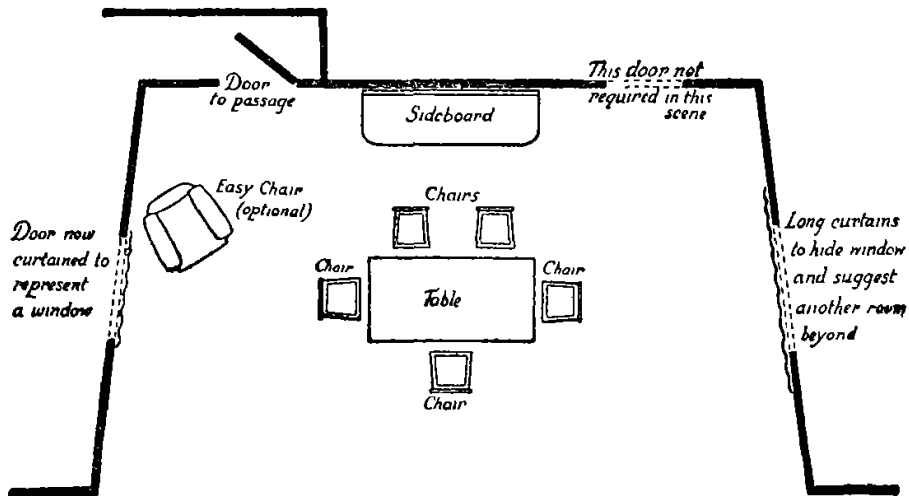 Door
to passage
This door not
required in this
scene
Sideboard
Easy Chair
(optional)
Chairs
Door now
curtained to
represent
a window
Chair
Table
Chair
Long curtains
to hide window
and suggest
another room
beyond
Chair